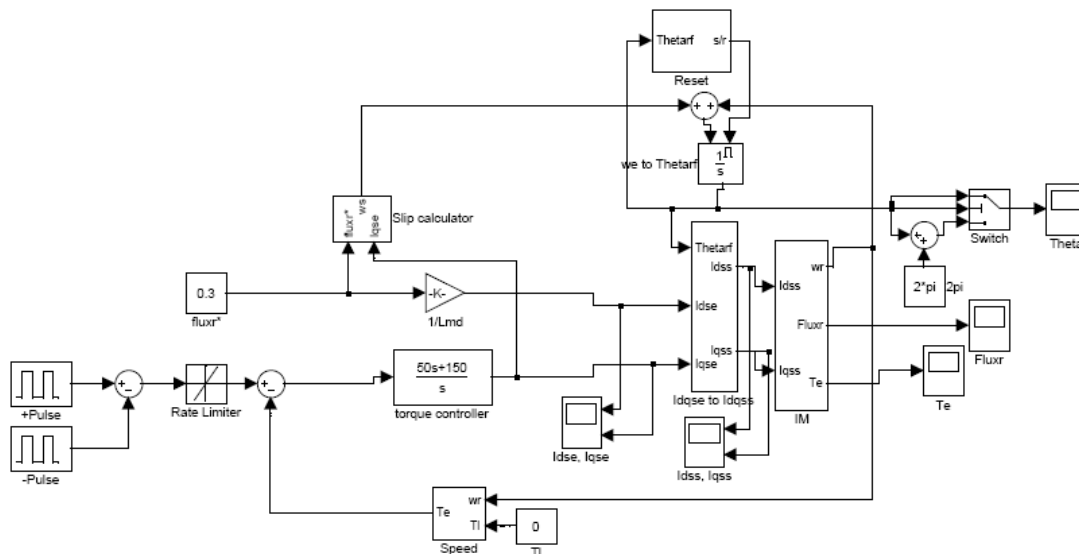 Thetarf s/r
Reset
+ +
we to Thetarf
1
s
fluxr*
ws
Iqse
Slip calculator
0.3
fluxr*
-K-
1/Lmd
Thetarf
Idss
Idse
Iqss
Iqse
Idqse to Idqss
wr
Idss
Fluxr
Iqss
Te
IM
Switch
Theta
2*pi
2pi
Fluxr
Te
+Pulse
-Pulse
Rate Limiter
50s+150
s
torque controller
Idse, Iqse
Idss, Iqss
Te
wr
Tl
Speed
0
Tl